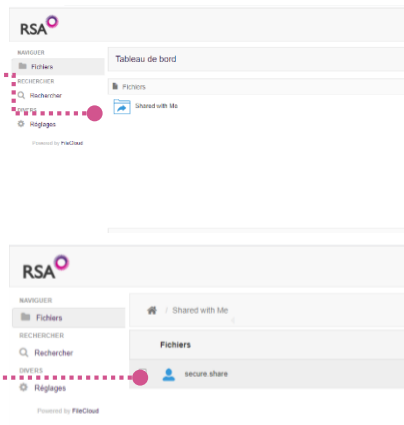 RSA
NAVIGUER
Tableau de bord
Fichiers
RECHERCHER
Fichiers
Rechercher
Shared with Me
DIVERS
Réglages
Powered by FileCloud
RSA
NAVIGUER
/ Shared with Me
Fichiers
RECHERCHER
Fichiers
Rechercher
DIVERS
secure share
Réglages
Powered by FileCloud